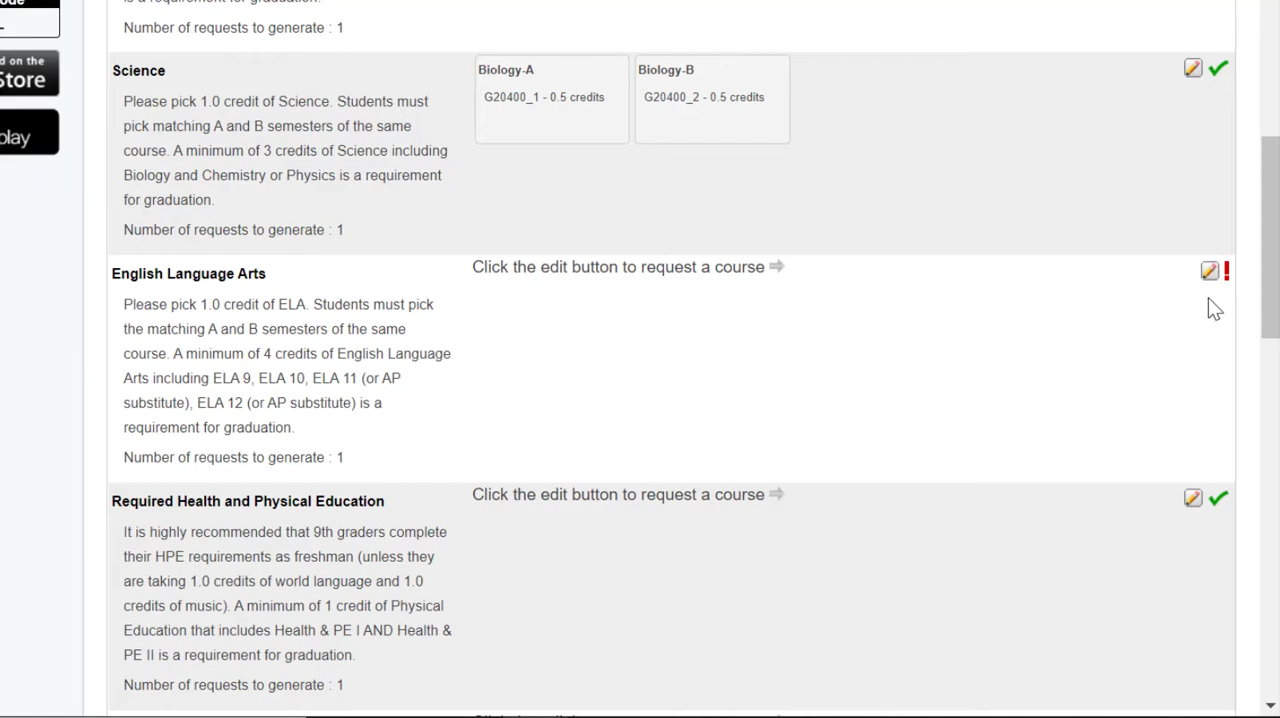 d on the
Store
play
is a requirement for graduation.
Number of requests to generate : 1
Science
Biology-A
Biology-B
G20400_1 - 0.5 credits
G20400_2 - 0.5 credits
Please pick 1.0 credit of Science. Students must
pick matching A and B semesters of the same
course. A minimum of 3 credits of Science including
Biology and Chemistry or Physics is a requirement
for graduation.
Number of requests to generate : 1
English Language Arts
Click the edit button to request a course
Please pick 1.0 credit of ELA. Students must pick
the matching A and B semesters of the same
course. A minimum of 4 credits of English Language
Arts including ELA 9, ELA 10, ELA 11 (or AP
substitute), ELA 12 (or AP substitute) is a
requirement for graduation.
Number of requests to generate : 1
Required Health and Physical Education
Click the edit button to request a course
It is highly recommended that 9th graders complete
their HPE requirements as freshman (unless they
are taking 1.0 credits of world language and 1.0
credits of music). A minimum of 1 credit of Physical
Education that includes Health & PE I AND Health &
PE II is a requirement for graduation.
Number of requests to generate : 1